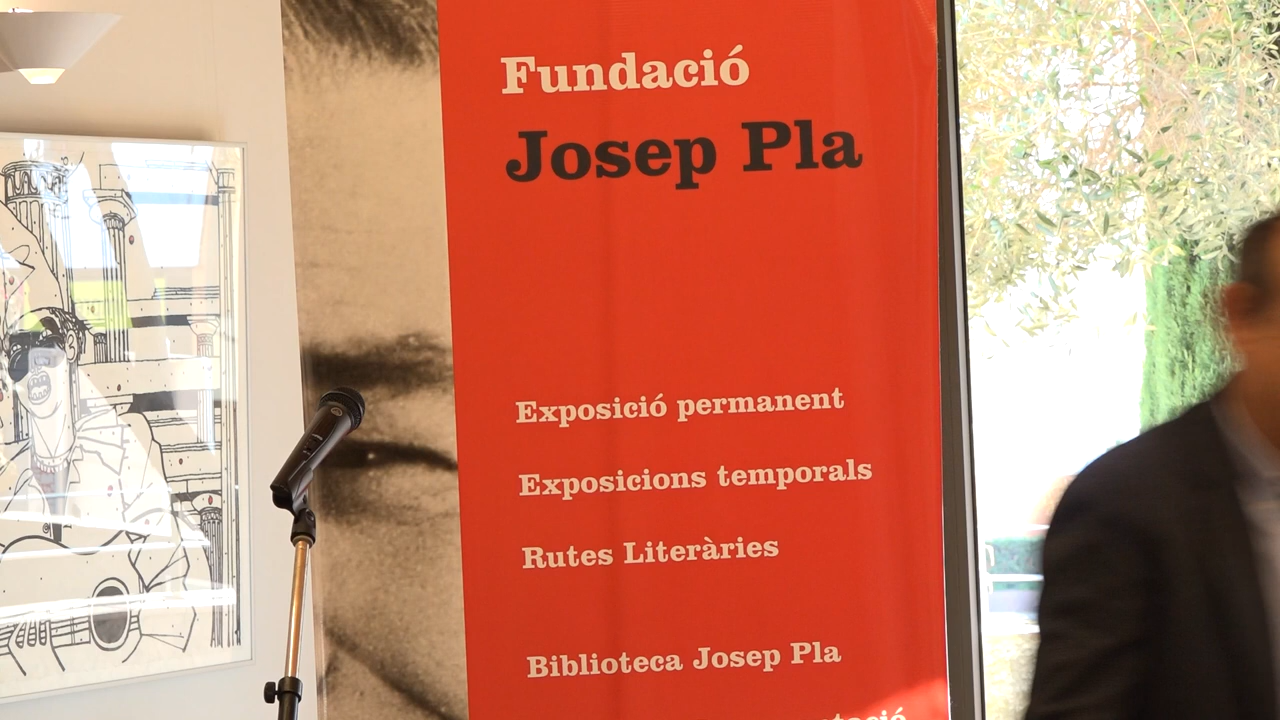 Fundació
Josep Pla
Exposició permanent
Exposicions temporals
Rutes Literàries
Biblioteca Josep Pla